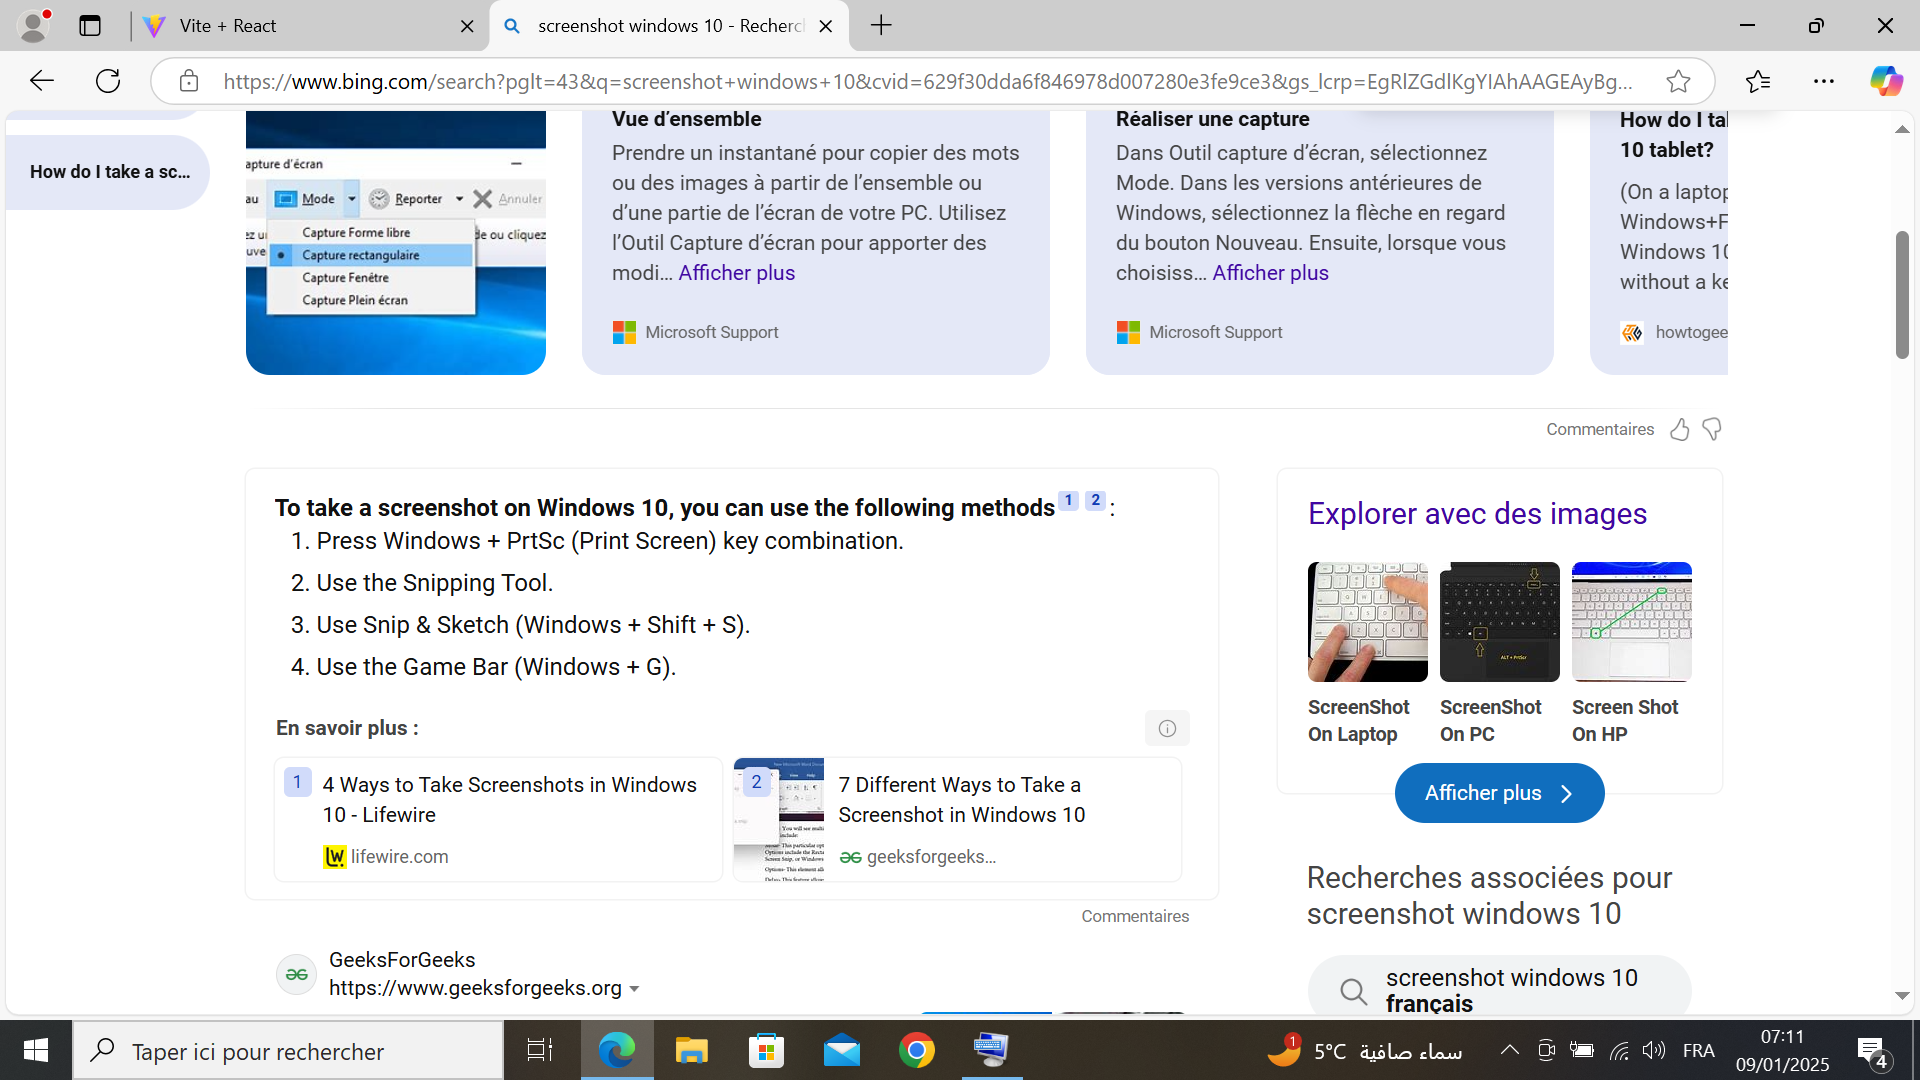 Vite + React
screenshot windows 10 - Recherc
https://www.bing.com/search?pglt=43&q=screenshot+windows+10&cvid=629f30dda6f846978d007280e3fe9ce3&gs_lcrp=EgRlZGdlKgYIAhAAGEAyBg...
How do I take a sc...
apture d'écran
au Mode Reporter Annuler
Capture Forme libre
de ou cliquez
Capture rectangulaire
Capture Fenêtre
Capture Plein écran
Vue d’ensemble
Prendre un instantané pour copier des mots
ou des images à partir de l’ensemble ou
d’une partie de l’écran de votre PC. Utilisez
l’Outil Capture d’écran pour apporter des
modi... Afficher plus
Microsoft Support
Réaliser une capture
Dans Outil capture d’écran, sélectionnez
Mode. Dans les versions antérieures de
Windows, sélectionnez la flèche en regard
du bouton Nouveau. Ensuite, lorsque vous
choisiss... Afficher plus
Microsoft Support
How do I ta
10 tablet?
(On a laptop
Windows+F
Windows 10
without a ke
howtogee
Commentaires
To take a screenshot on Windows 10, you can use the following methods 1 2 :
1. Press Windows + PrtSc (Print Screen) key combination.
2. Use the Snipping Tool.
3. Use Snip & Sketch (Windows + Shift + S).
4. Use the Game Bar (Windows + G).
En savoir plus :
1 4 Ways to Take Screenshots in Windows
10 - Lifewire
lifewire.com
2 7 Different Ways to Take a
Screenshot in Windows 10
geeksforgeeks...
Commentaires
GeeksForGeeks
https://www.geeksforgeeks.org
Explorer avec des images
ALT + PrtScr
ScreenShot
On Laptop
ScreenShot
On PC
Screen Shot
On HP
Afficher plus
Recherches associées pour
screenshot windows 10
screenshot windows 10
français
Taper ici pour rechercher
1
5°C سماء صافية
FRA
07:11
09/01/2025
4